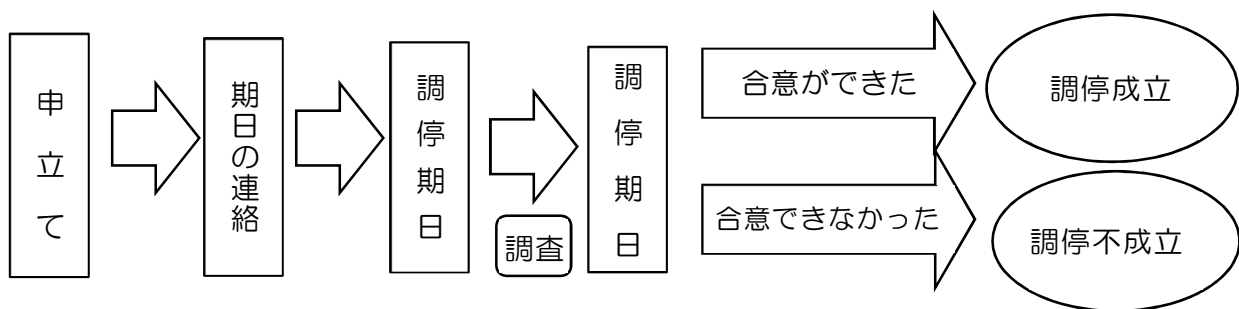 申立て
期日の連絡
調停期日
調査
調停期日
合意ができた
調停成立
合意できなかった
調停不成立